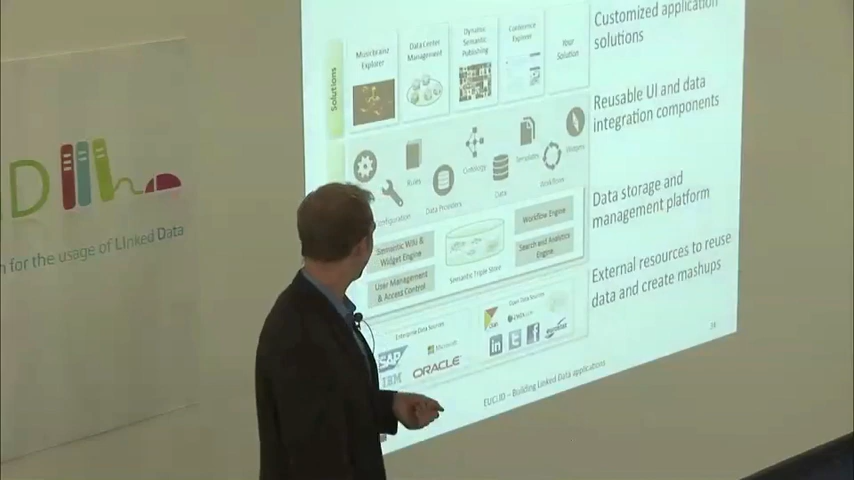 D
n for the usage of Linked Data
Solutions
Musicbrainz
Explorer
Data Center
Management
Dynamic
Semantic
Publishing
Conference
Explorer
Your
Solution
Customized application
solutions
Rules
Ontology
Templates
Widgets
Configuration
Data Providers
Data
Workflows
Reusable UI and data
integration components
Semantic Wiki &
Widget Engine
Semantic Triple Store
Workflow Engine
Search and Analytics
Engine
User Management
& Access Control
Data storage and
management platform
Enterprise Data Sources
SAP
Microsoft
IBM
ORACLE
Open Data Sources
in
t
f
eurostat
External resources to reuse
data and create mashups
EUCLID – Building Linked Data applications